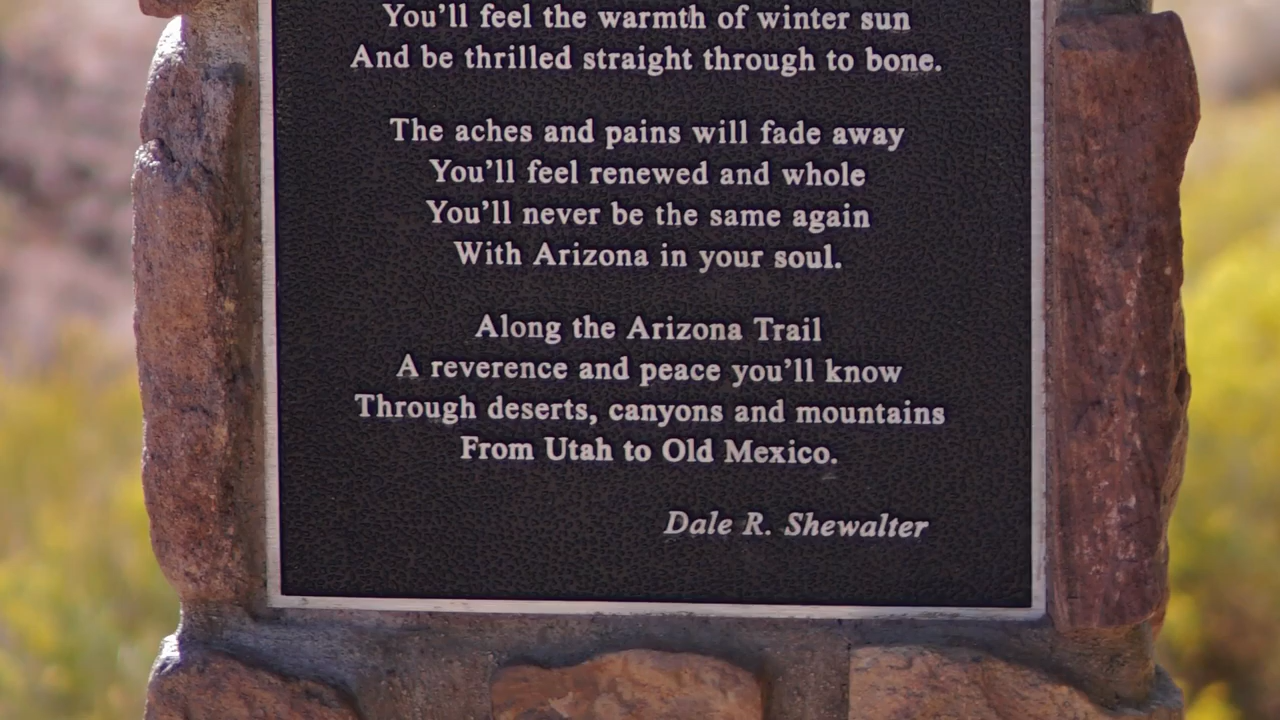 You'll feel the warmth of winter sun
And be thrilled straight through to bone.
The aches and pains will fade away
You'll feel renewed and whole
You'll never be the same again
With Arizona in your soul.
Along the Arizona Trail
A reverence and peace you'll know
Through deserts, canyons and mountains
From Utah to Old Mexico.
Dale R. Shewalter